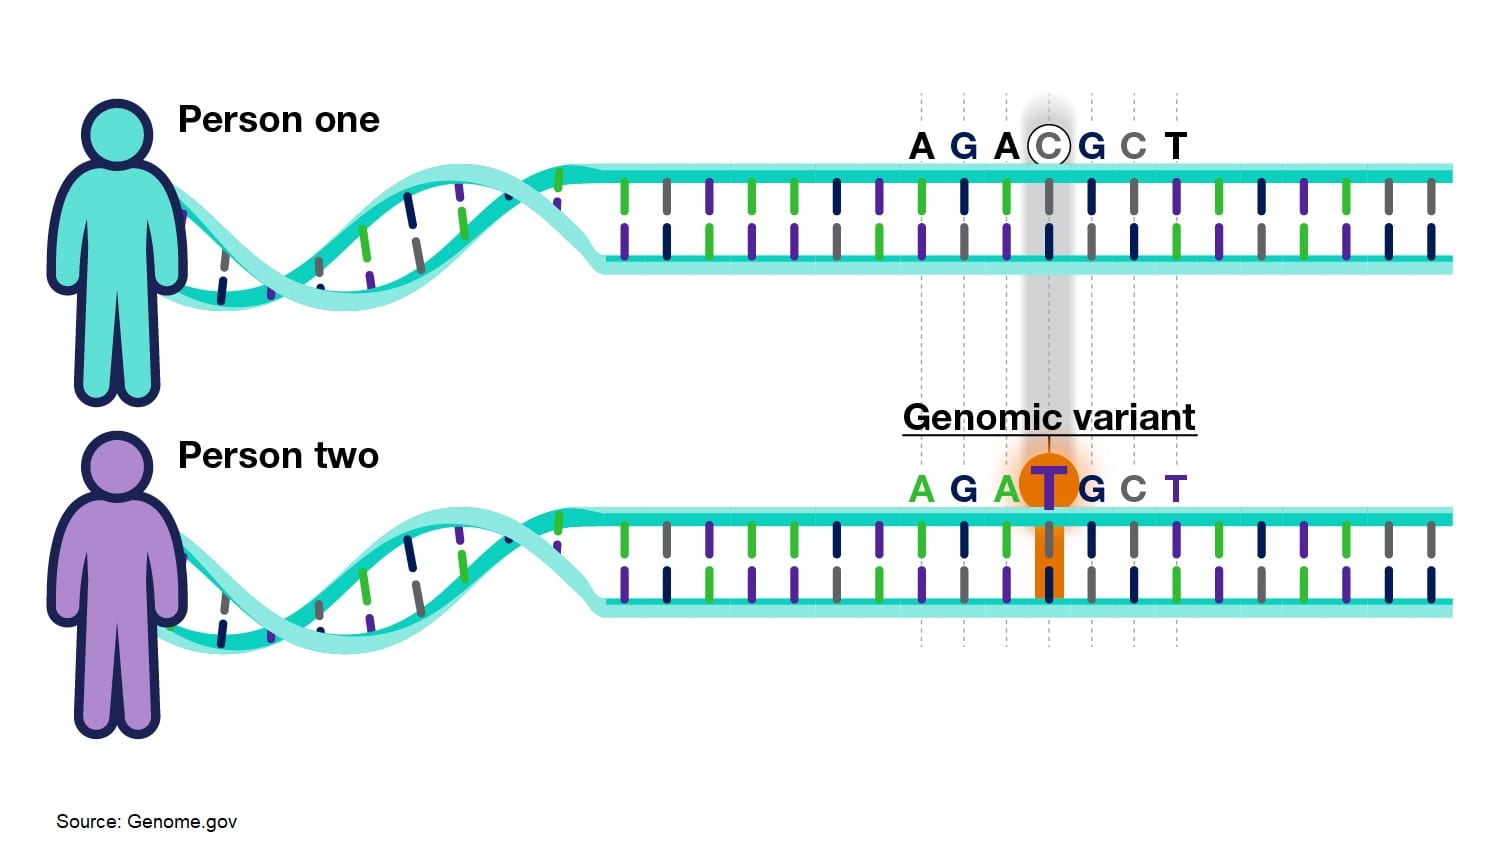 Person one
A G A C G C T
Genomic variant
Person two
A G A T G C T
Source: Genome.gov